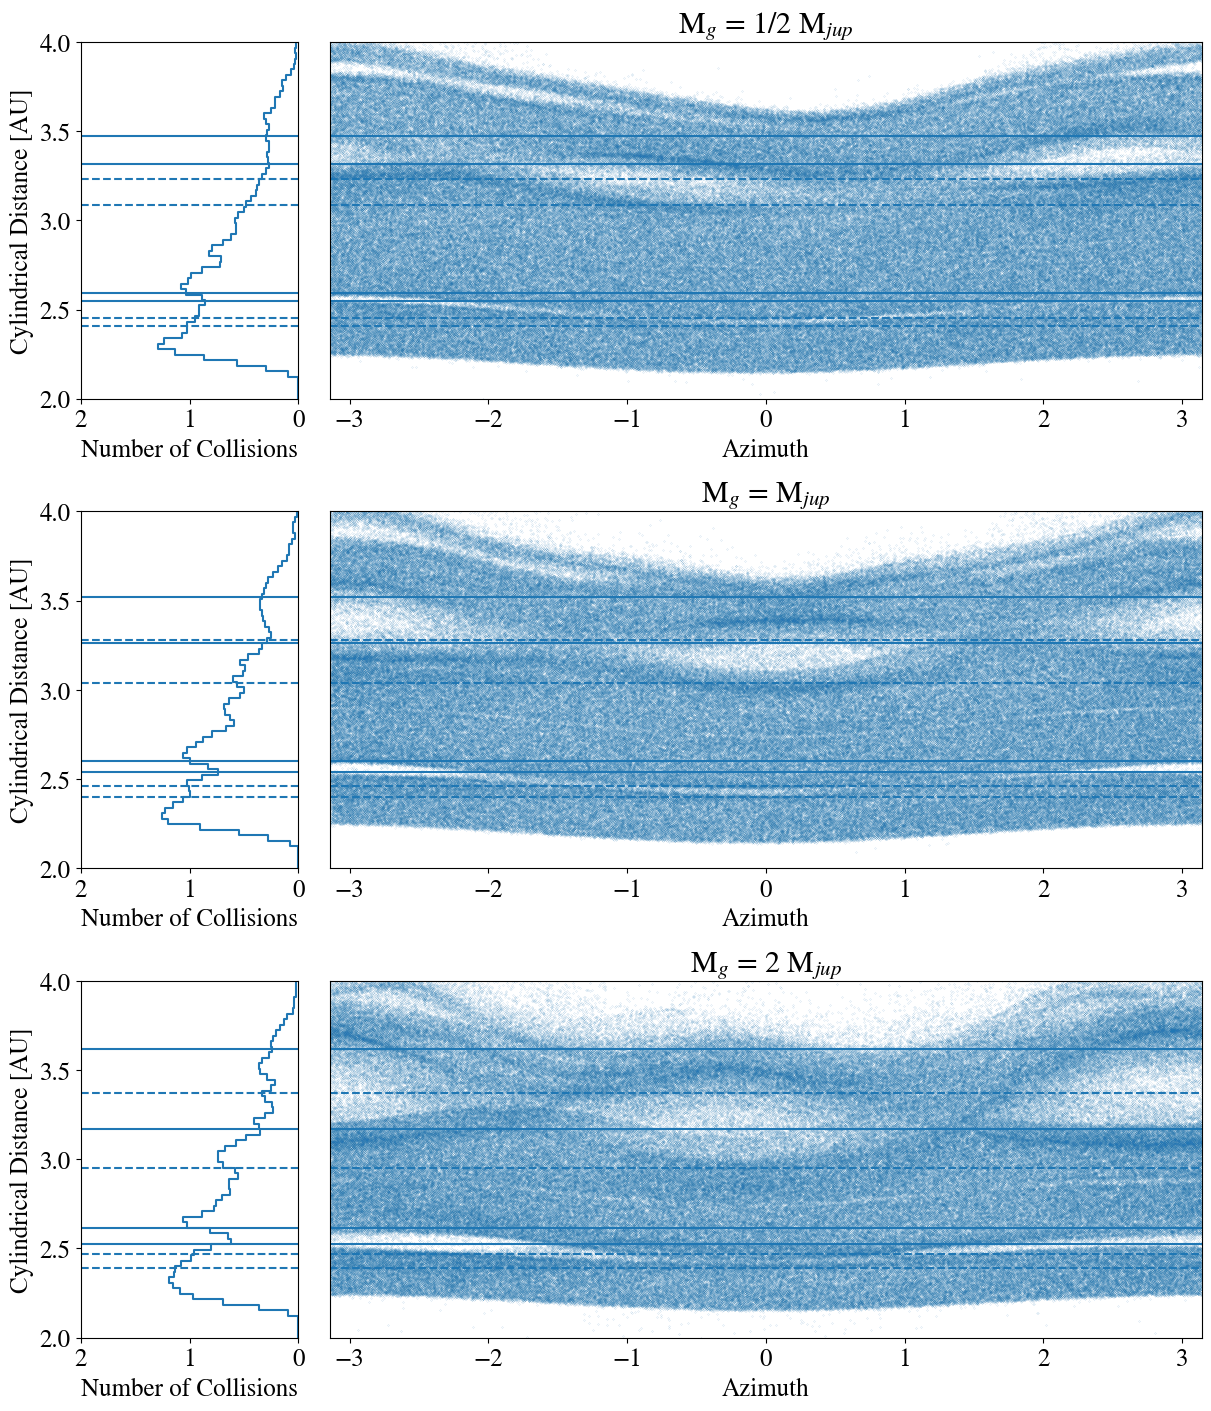 M_g = 1/2 M_jup
4.0
3.5
3.0
2.5
2.0
Cylindrical Distance [AU]
2 1 0 −3 −2 −1 0 1 2 3
Number of Collisions Azimuth
M_g = M_jup
4.0
3.5
3.0
2.5
2.0
Cylindrical Distance [AU]
2 1 0 −3 −2 −1 0 1 2 3
Number of Collisions Azimuth
M_g = 2 M_jup
4.0
3.5
3.0
2.5
2.0
Cylindrical Distance [AU]
2 1 0 −3 −2 −1 0 1 2 3
Number of Collisions Azimuth